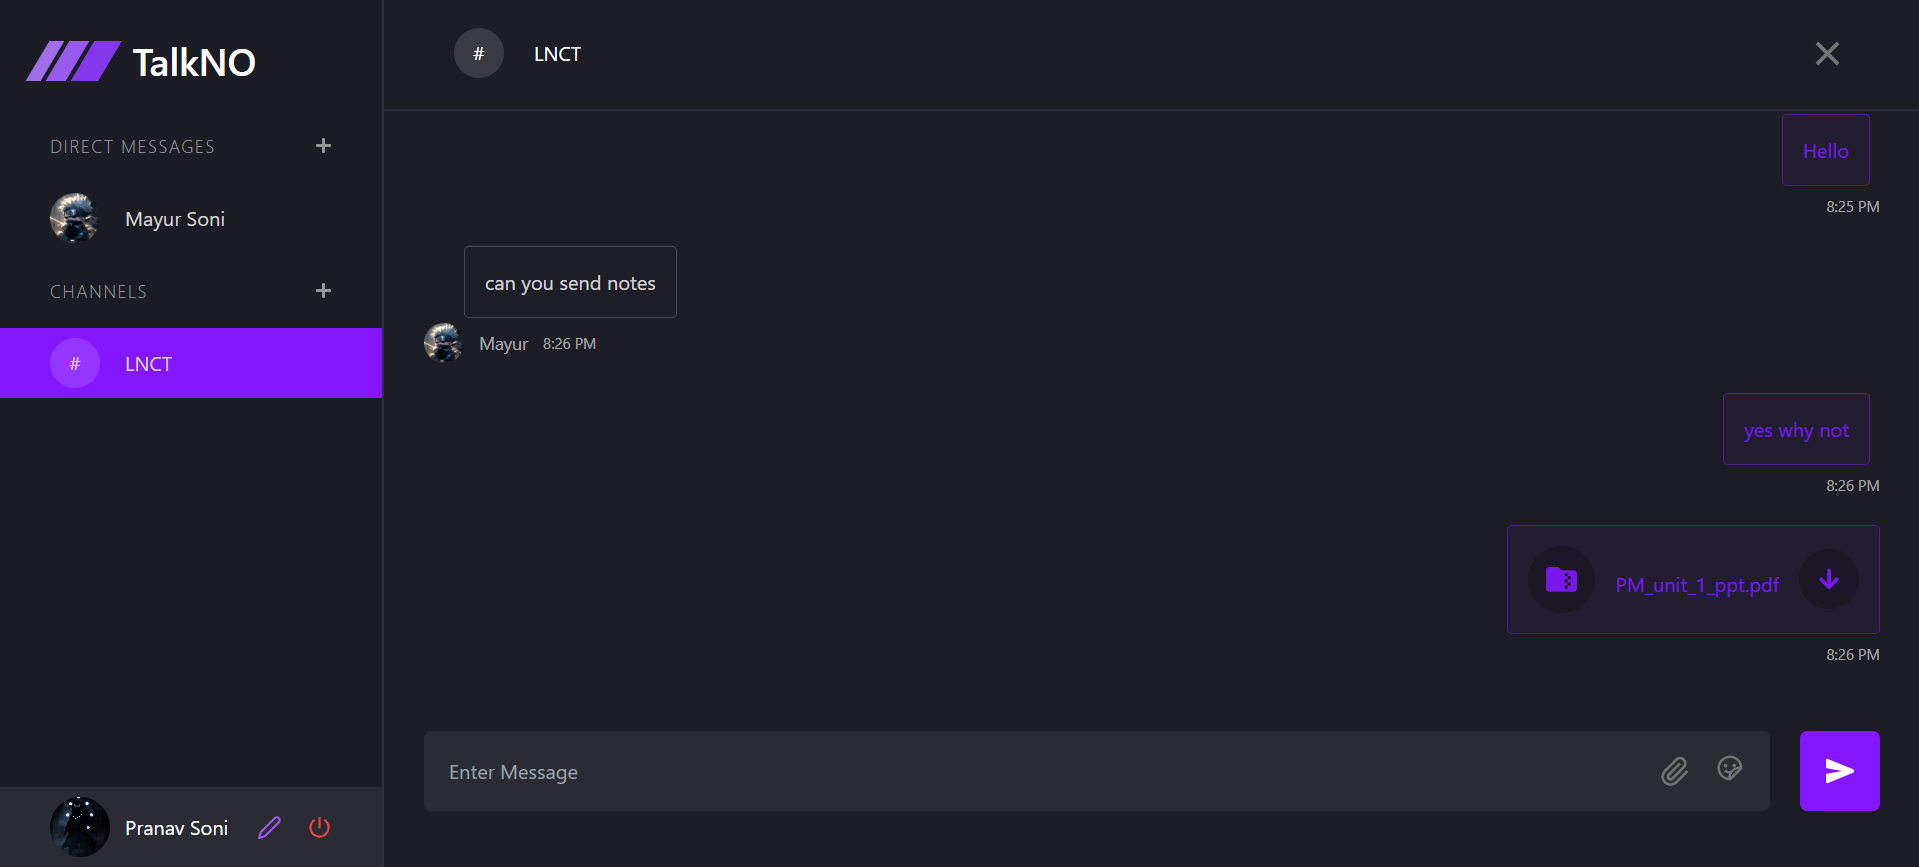 TalkNO
DIRECT MESSAGES +
Mayur Soni
CHANNELS +
# LNCT
Pranav Soni
# LNCT
Hello
8:25 PM
can you send notes
Mayur 8:26 PM
yes why not
8:26 PM
PM_unit_1_ppt.pdf
8:26 PM
Enter Message